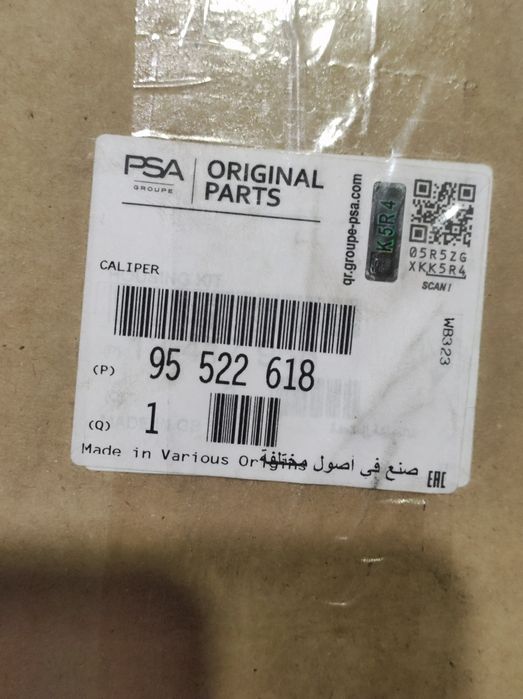 PSA
GROUPE
ORIGINAL
PARTS
qr.groupe-psa.com
K5R4
05R5ZG
XKK5R4
SCAN!
CALIPER
WB323
(P) 95 522 618
(Q) 1
Made in Various Origins صنع في أصول مختلفة
EAC